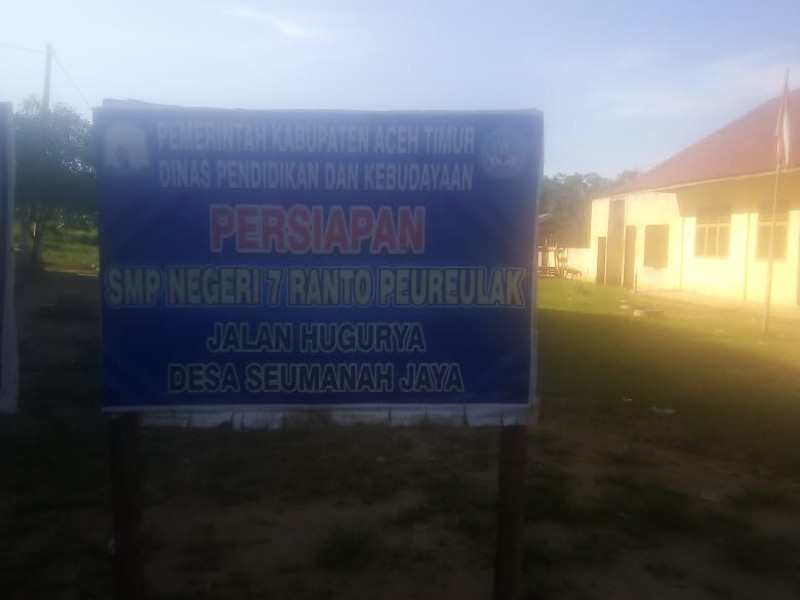 PEMERINTAH KABUPATEN ACEH TIMUR
DINAS PENDIDIKAN DAN KEBUDAYAAN
PERSIAPAN
SMP NEGERI 7 RANTO PEUREULAK
JALAN HUGURYA
DESA SEUMANAH JAYA